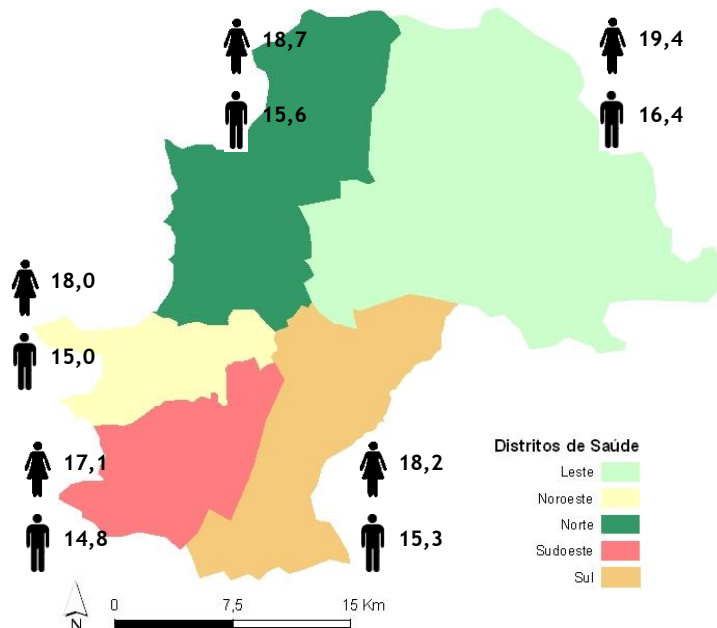 18,7
19,4
15,6
16,4
18,0
15,0
17,1
18,2
14,8
15,3
Distritos de Saúde
Leste
Noroeste
Norte
Sudoeste
Sul
0 7,5 15 Km
N